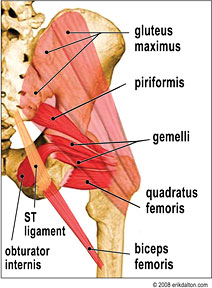 gluteus
maximus
piriformis
gemelli
quadratus
femoris
ST
ligament
obturator
internis
biceps
femoris
© 2008 erikdalton.com